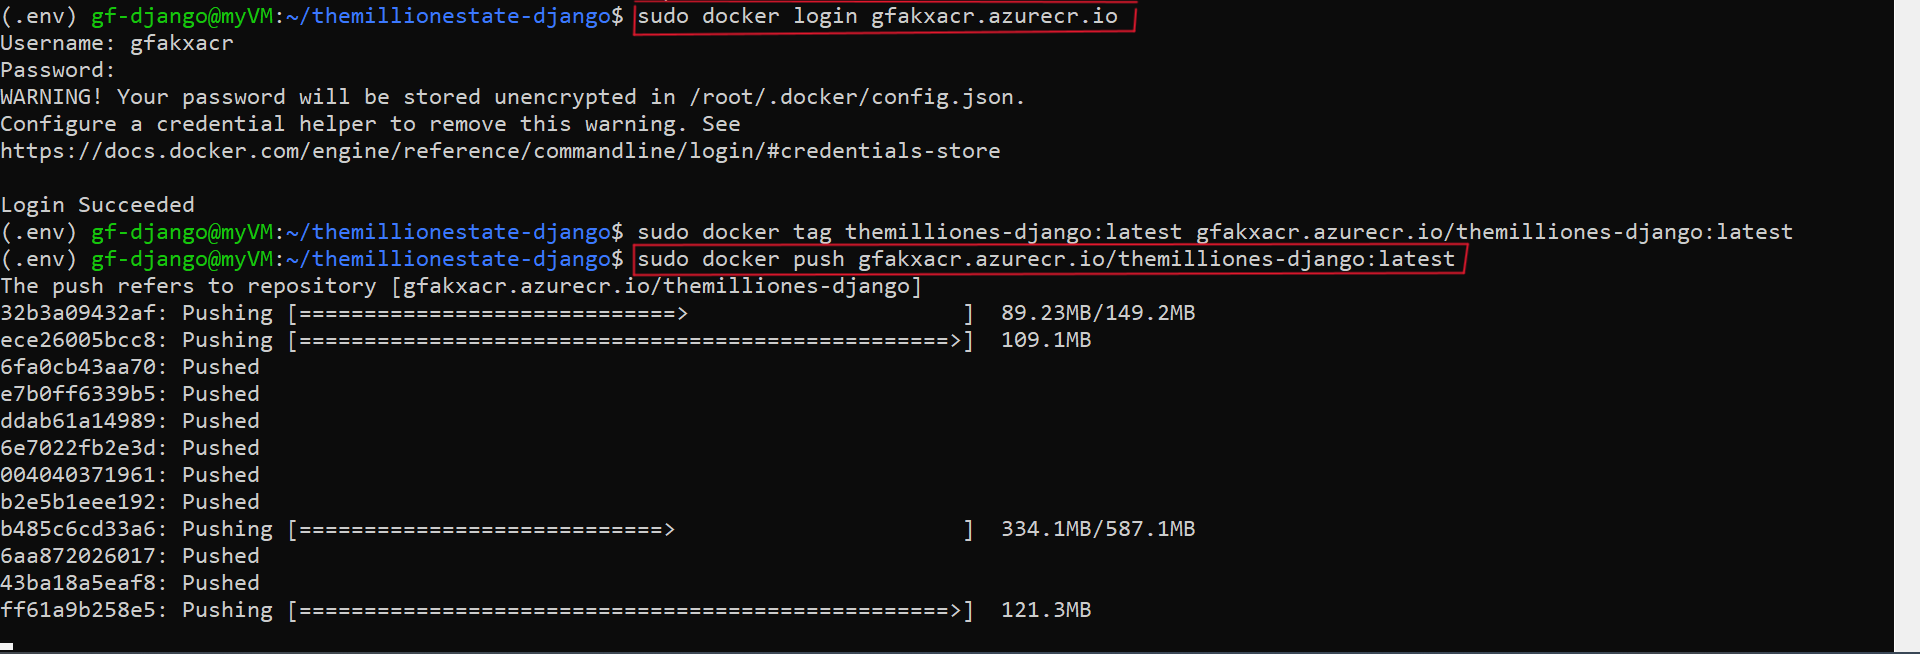 (.env) gf-django@myVM:~/themillionestate-django$ sudo docker login gfakxacr.azurecr.io
Username: gfakxacr
Password:
WARNING! Your password will be stored unencrypted in /root/.docker/config.json.
Configure a credential helper to remove this warning. See
https://docs.docker.com/engine/reference/commandline/login/#credentials-store
Login Succeeded
(.env) gf-django@myVM:~/themillionestate-django$ sudo docker tag themilliones-django:latest gfakxacr.azurecr.io/themilliones-django:latest
(.env) gf-django@myVM:~/themillionestate-django$ sudo docker push gfakxacr.azurecr.io/themilliones-django:latest
The push refers to repository [gfakxacr.azurecr.io/themilliones-django]
32b3a09432af: Pushing [=============================>                     ]  89.23MB/149.2MB
ece26005bcc8: Pushing [==================================================>]  109.1MB
6fa0cb43aa70: Pushed
e7b0ff6339b5: Pushed
ddab61a14989: Pushed
6e7022fb2e3d: Pushed
004040371961: Pushed
b2e5b1eee192: Pushed
b485c6cd33a6: Pushing [============================>                      ]  334.1MB/587.1MB
6aa872026017: Pushed
43ba18a5eaf8: Pushed
ff61a9b258e5: Pushing [==================================================>]  121.3MB